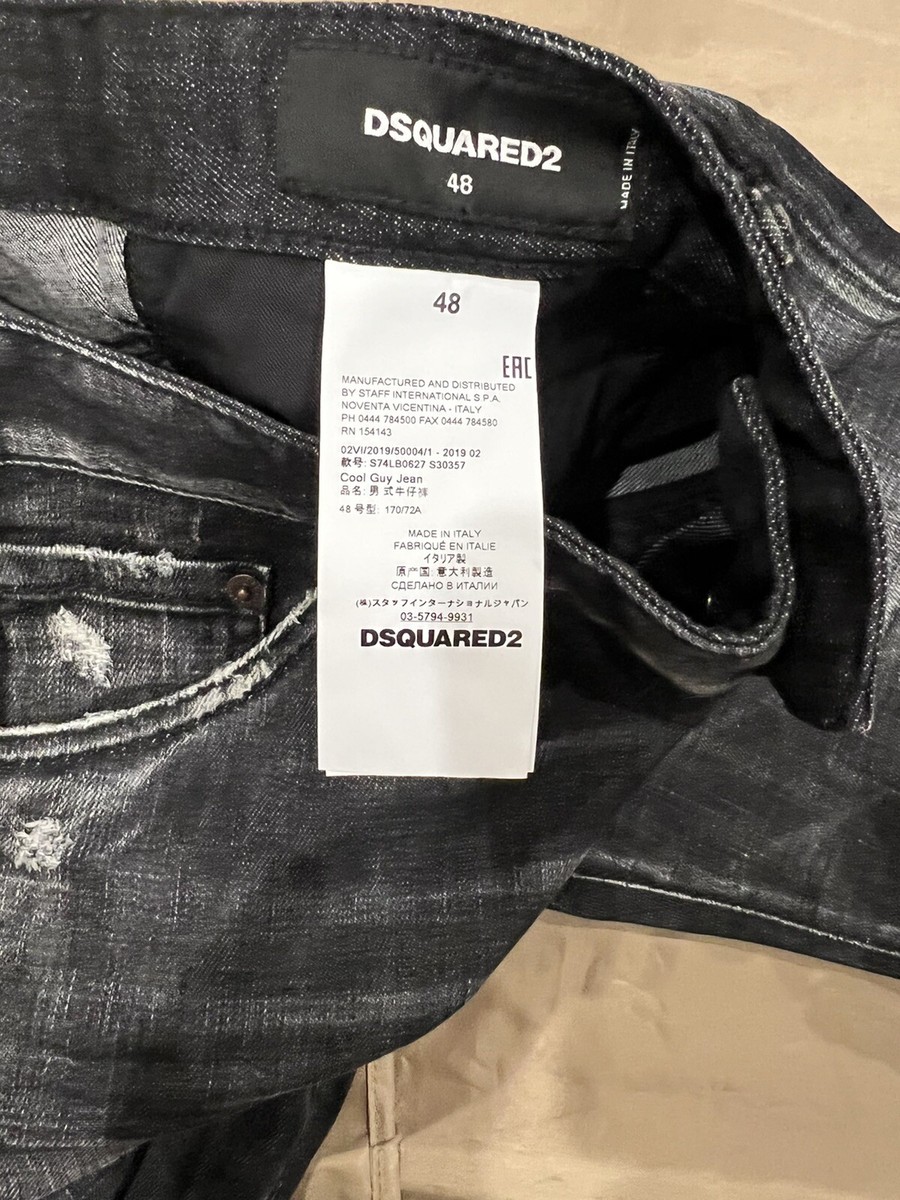 DSQUARED2
48
MADE IN ITALY
48
EAC
MANUFACTURED AND DISTRIBUTED
BY STAFF INTERNATIONAL S.P.A.
NOVENTA VICENTINA - ITALY
PH 0444 784500 FAX 0444 784580
RN 154143
02VI/2019/50004/1 - 2019 02
款号: S74LB0627 S30357
Cool Guy Jean
品名: 男 式牛仔裤
48 号型: 170/72A
MADE IN ITALY
FABRIQUÉ EN ITALIE
イタリア製
原产国: 意大利製造
СДЕЛАНО В ИТАЛИИ
(株)スタッフインターナショナルジャパン
03-5794-9931
DSQUARED2